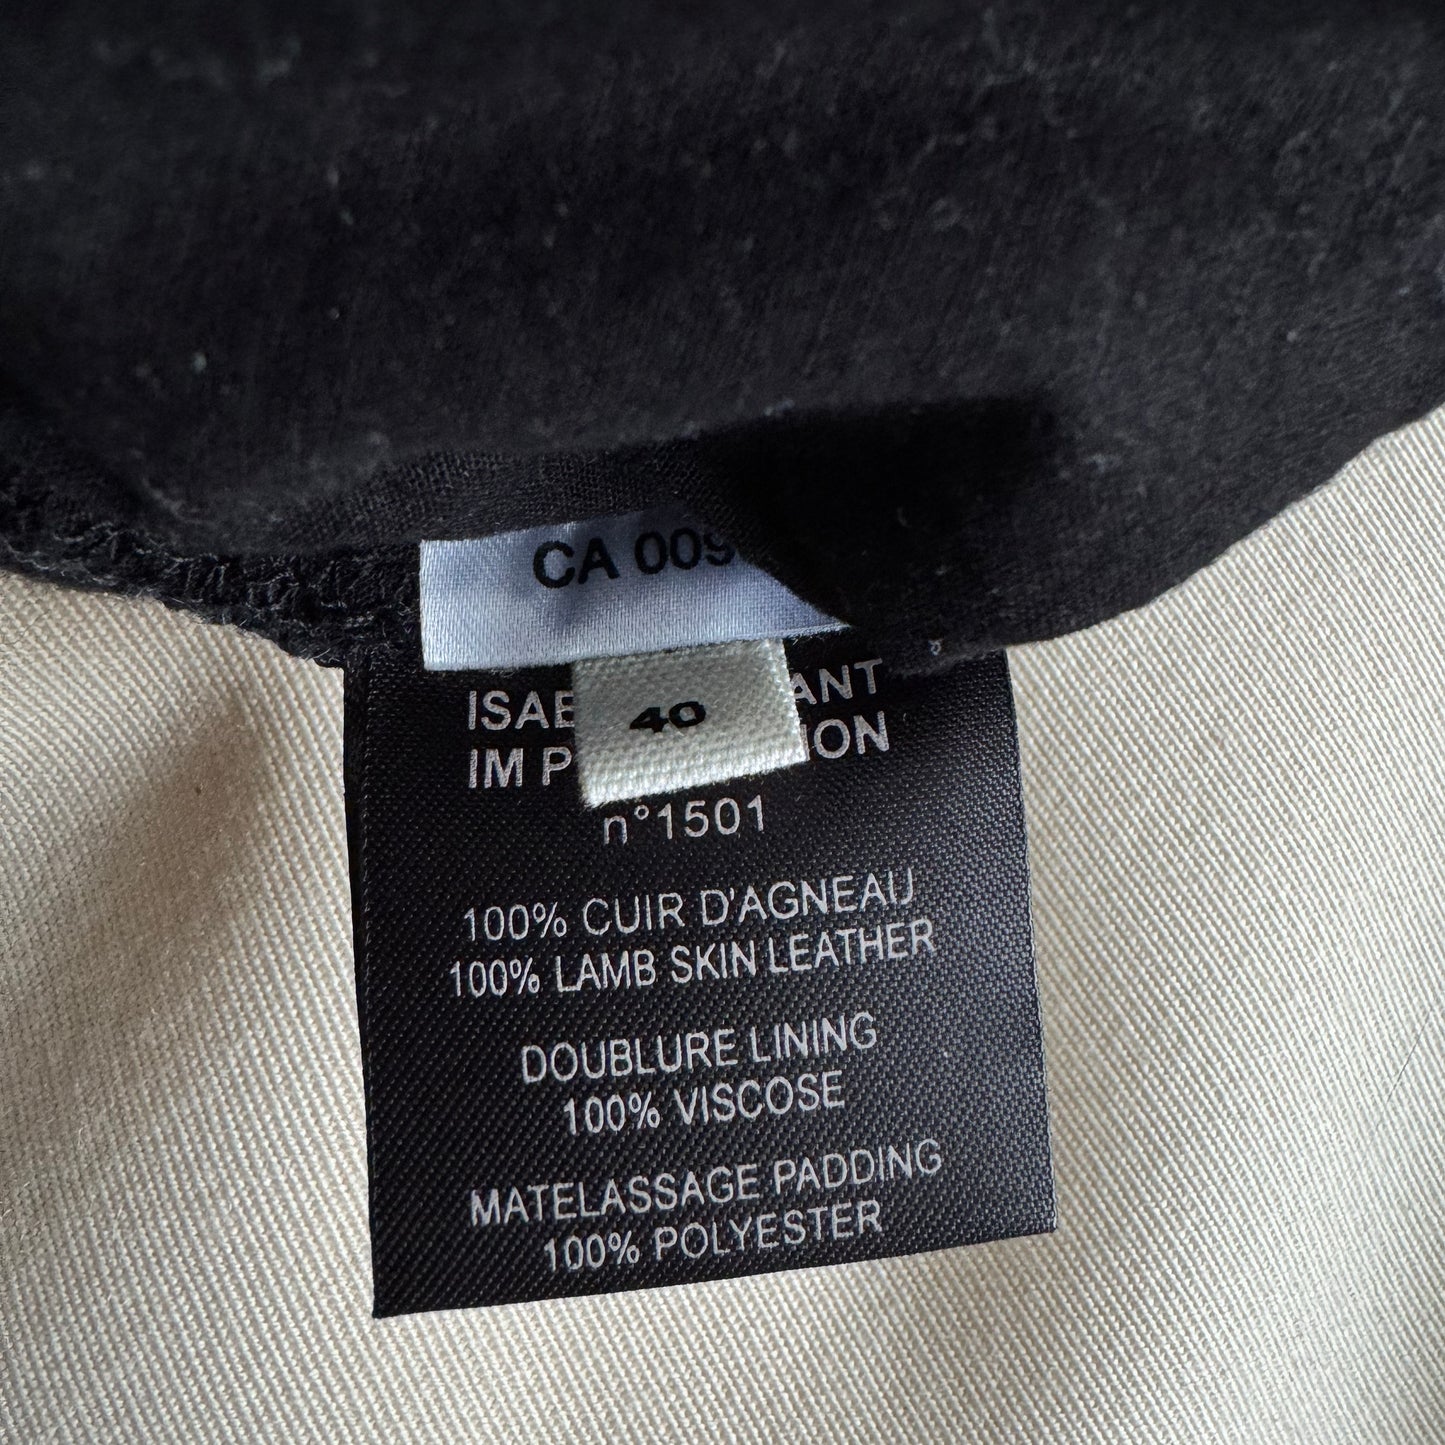 CA 009
ISAB ANT
40
IM P ION
n°1501
100% CUIR D'AGNEAU
100% LAMB SKIN LEATHER
DOUBLURE LINING
100% VISCOSE
MATELASSAGE PADDING
100% POLYESTER